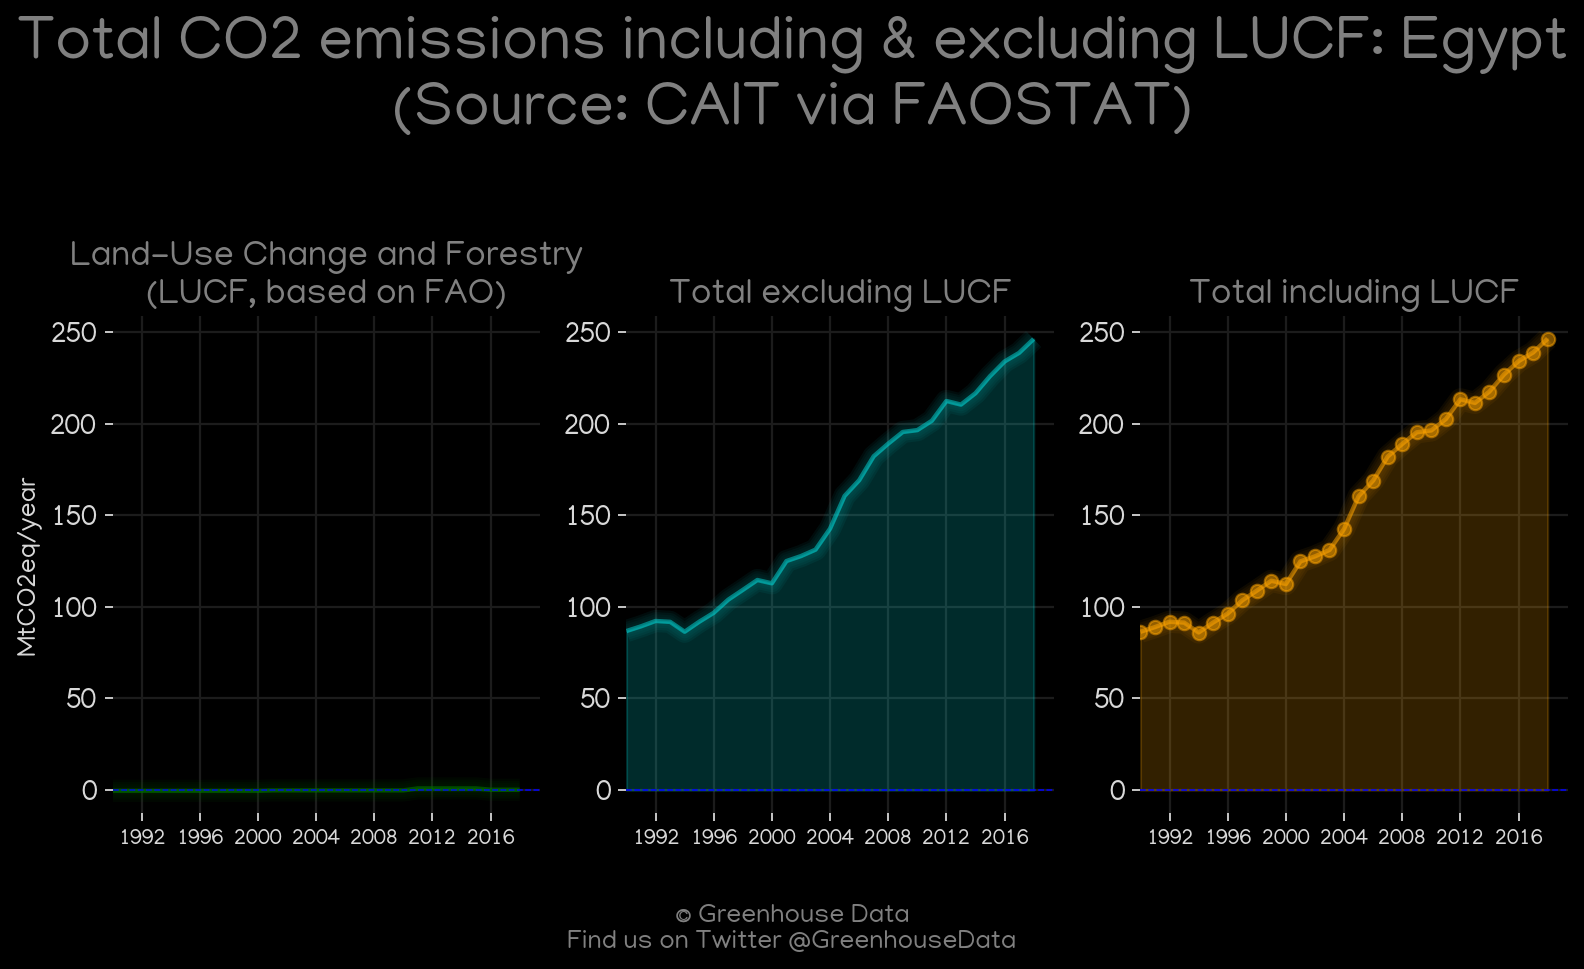 Total CO2 emissions including & excluding LUCF: Egypt
(Source: CAIT via FAOSTAT)
Land-Use Change and Forestry
(LUCF, based on FAO)
Total excluding LUCF
Total including LUCF
MtCO2eq/year
250
200
150
100
50
0
1992 1996 2000 2004 2008 2012 2016
250
200
150
100
50
0
1992 1996 2000 2004 2008 2012 2016
250
200
150
100
50
0
1992 1996 2000 2004 2008 2012 2016
© Greenhouse Data
Find us on Twitter @GreenhouseData